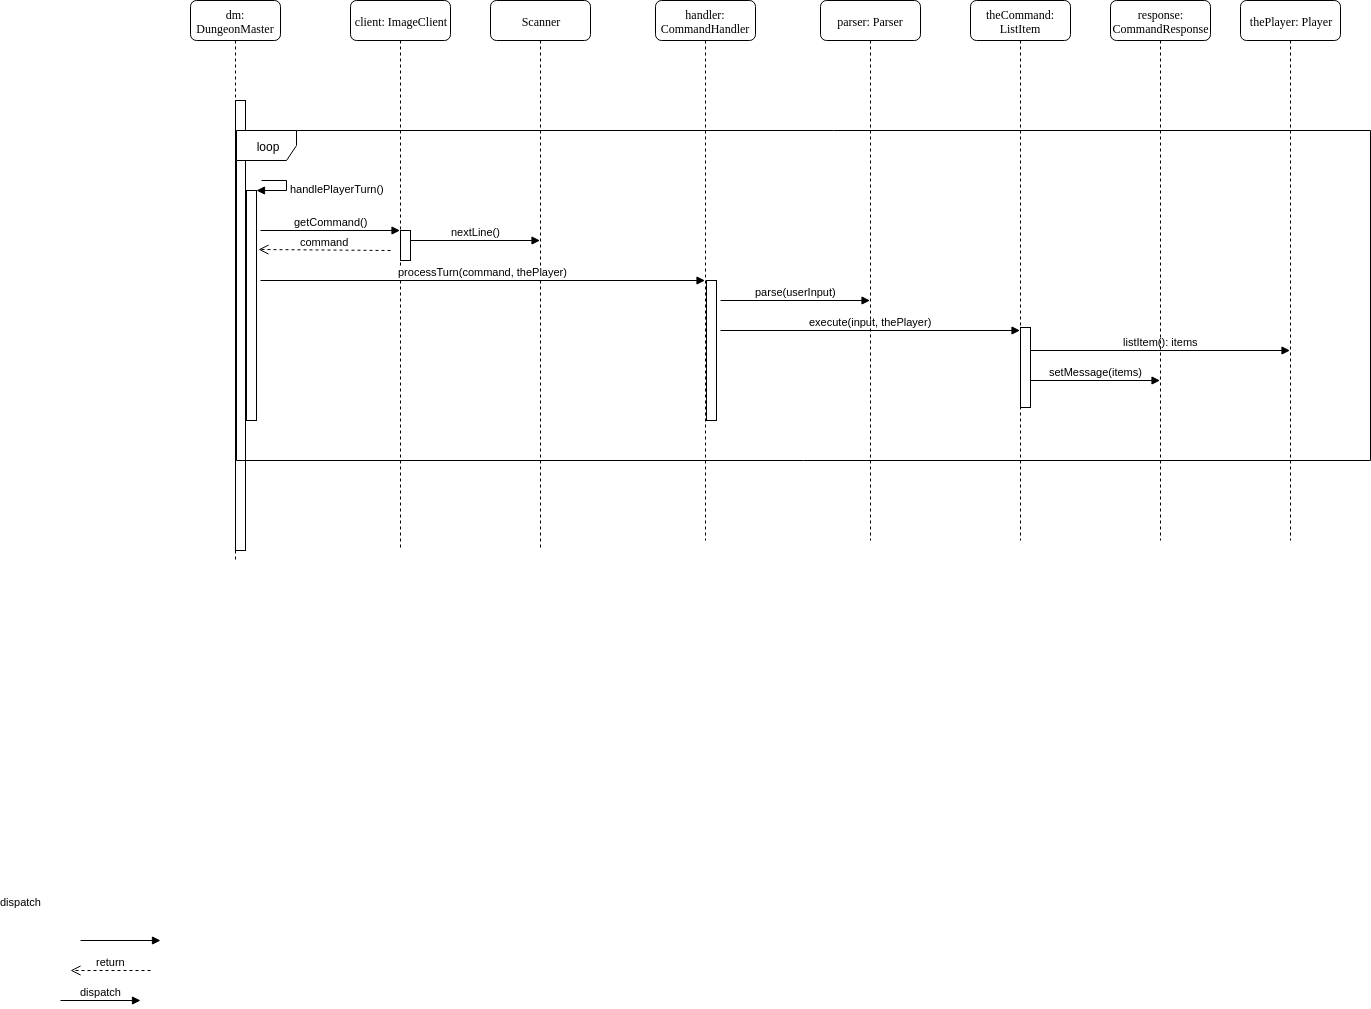 dm:
DungeonMaster
client: ImageClient
Scanner
handler:
CommandHandler
parser: Parser
theCommand:
ListItem
response:
CommandResponse
thePlayer: Player
loop
handlePlayerTurn()
getCommand()
nextLine()
command
processTurn(command, thePlayer)
parse(userInput)
execute(input, thePlayer)
listItem(): items
setMessage(items)
dispatch
return
dispatch